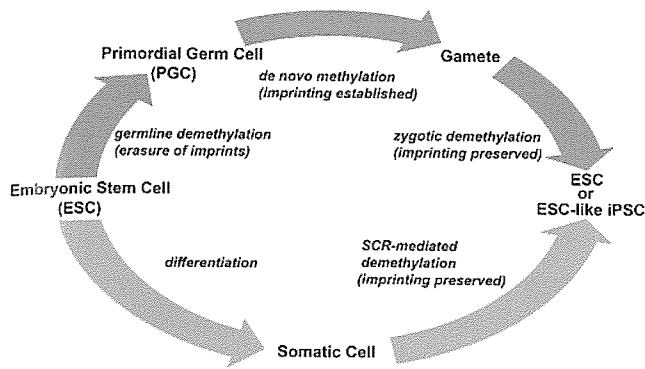 Primordial Germ Cell
(PGC)
de novo methylation
(Imprinting established)
Gamete
germline demethylation
(erasure of imprints)
zygotic demethylation
(imprinting preserved)
Embryonic Stem Cell
(ESC)
ESC
or
ESC-like iPSC
differentiation
SCR-mediated
demethylation
(imprinting preserved)
Somatic Cell